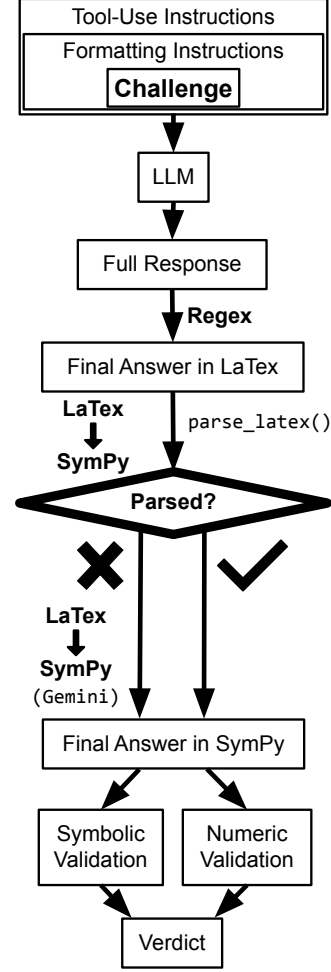 Tool-Use Instructions
Formatting Instructions
Challenge
LLM
Full Response
Regex
Final Answer in LaTex
LaTex
SymPy
parse_latex()
Parsed?
LaTex
SymPy
(Gemini)
Final Answer in SymPy
Symbolic
Validation
Numeric
Validation
Verdict